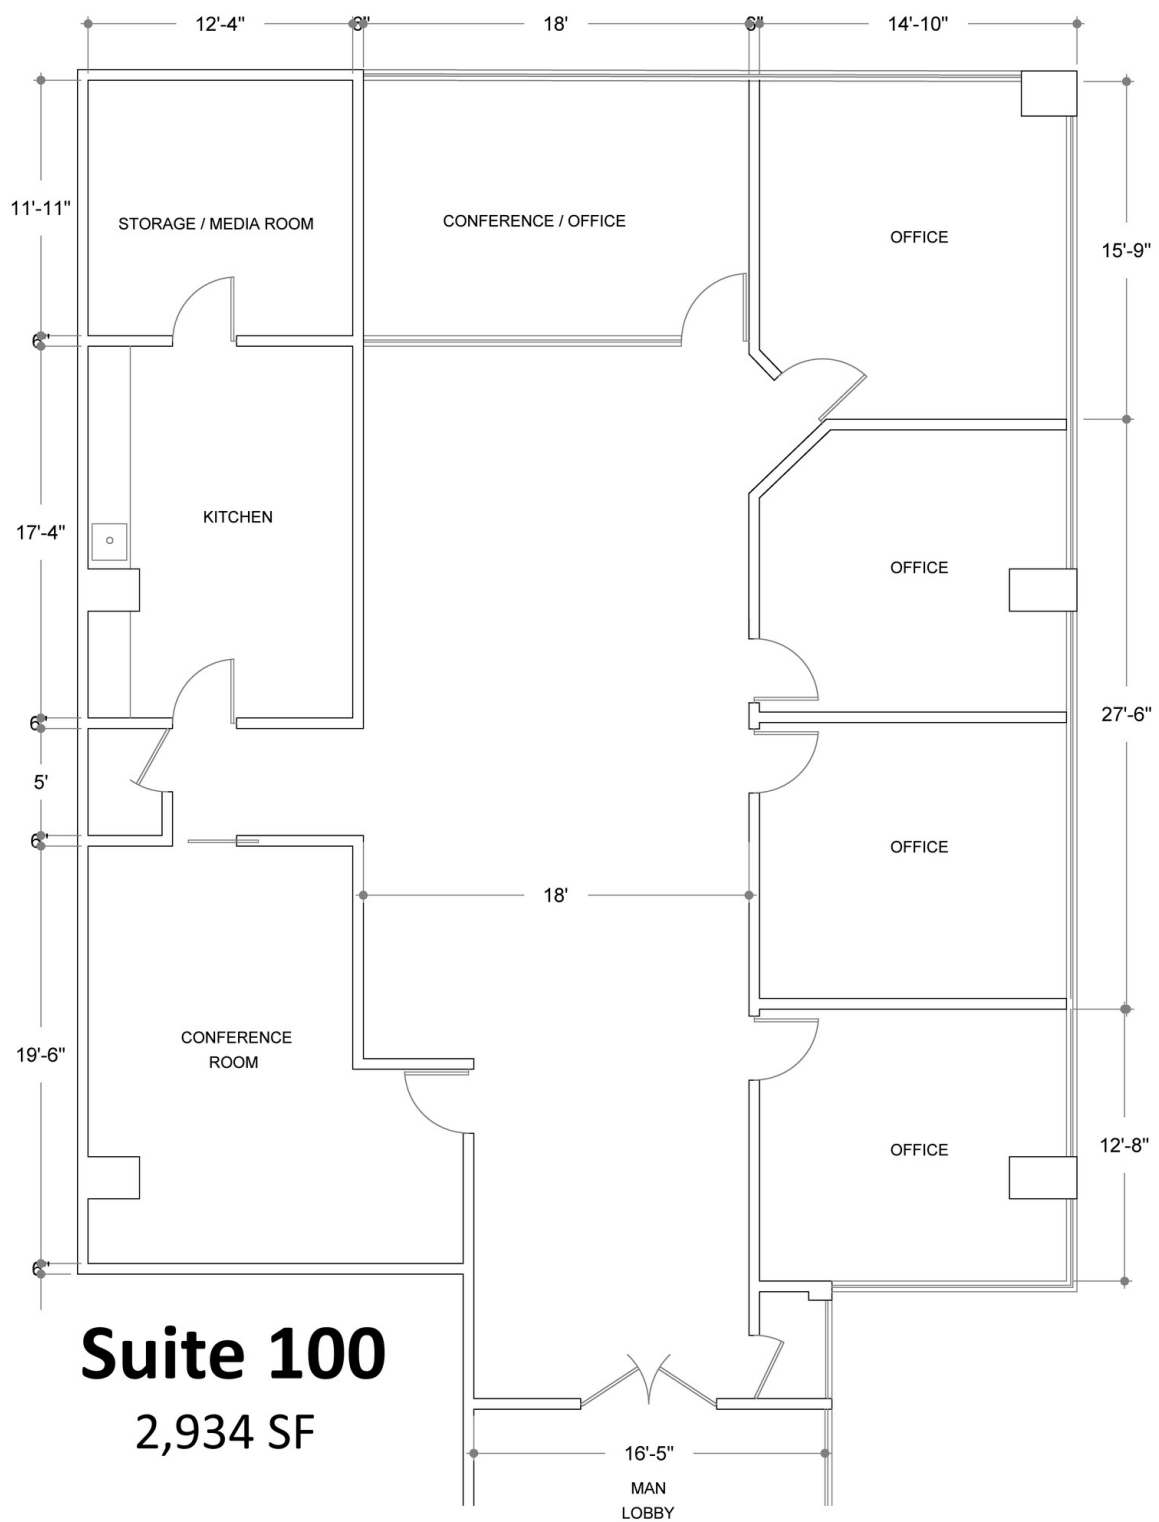 12'-4"
6"
18'
6"
14'-10"
11'-11"
STORAGE / MEDIA ROOM
CONFERENCE / OFFICE
OFFICE
15'-9"
6"
17'-4"
KITCHEN
OFFICE
6"
27'-6"
5'
6"
OFFICE
18'
CONFERENCE
ROOM
19'-6"
OFFICE
12'-8"
6"
Suite 100
2,934 SF
16'-5"
MAN
LOBBY